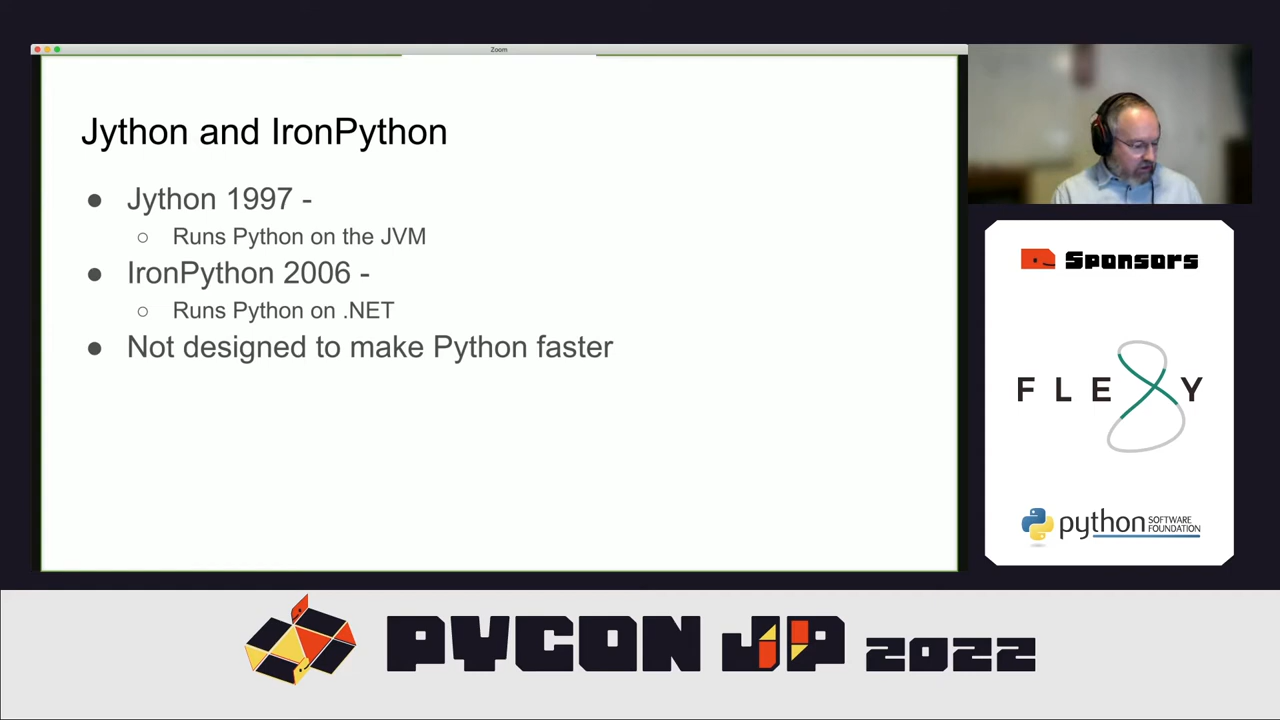 Zoom
Jython and IronPython
● Jython 1997 -
○ Runs Python on the JVM
● IronPython 2006 -
○ Runs Python on .NET
● Not designed to make Python faster
Sponsors
FLEXY
python SOFTWARE FOUNDATION
PYCON JP 2022